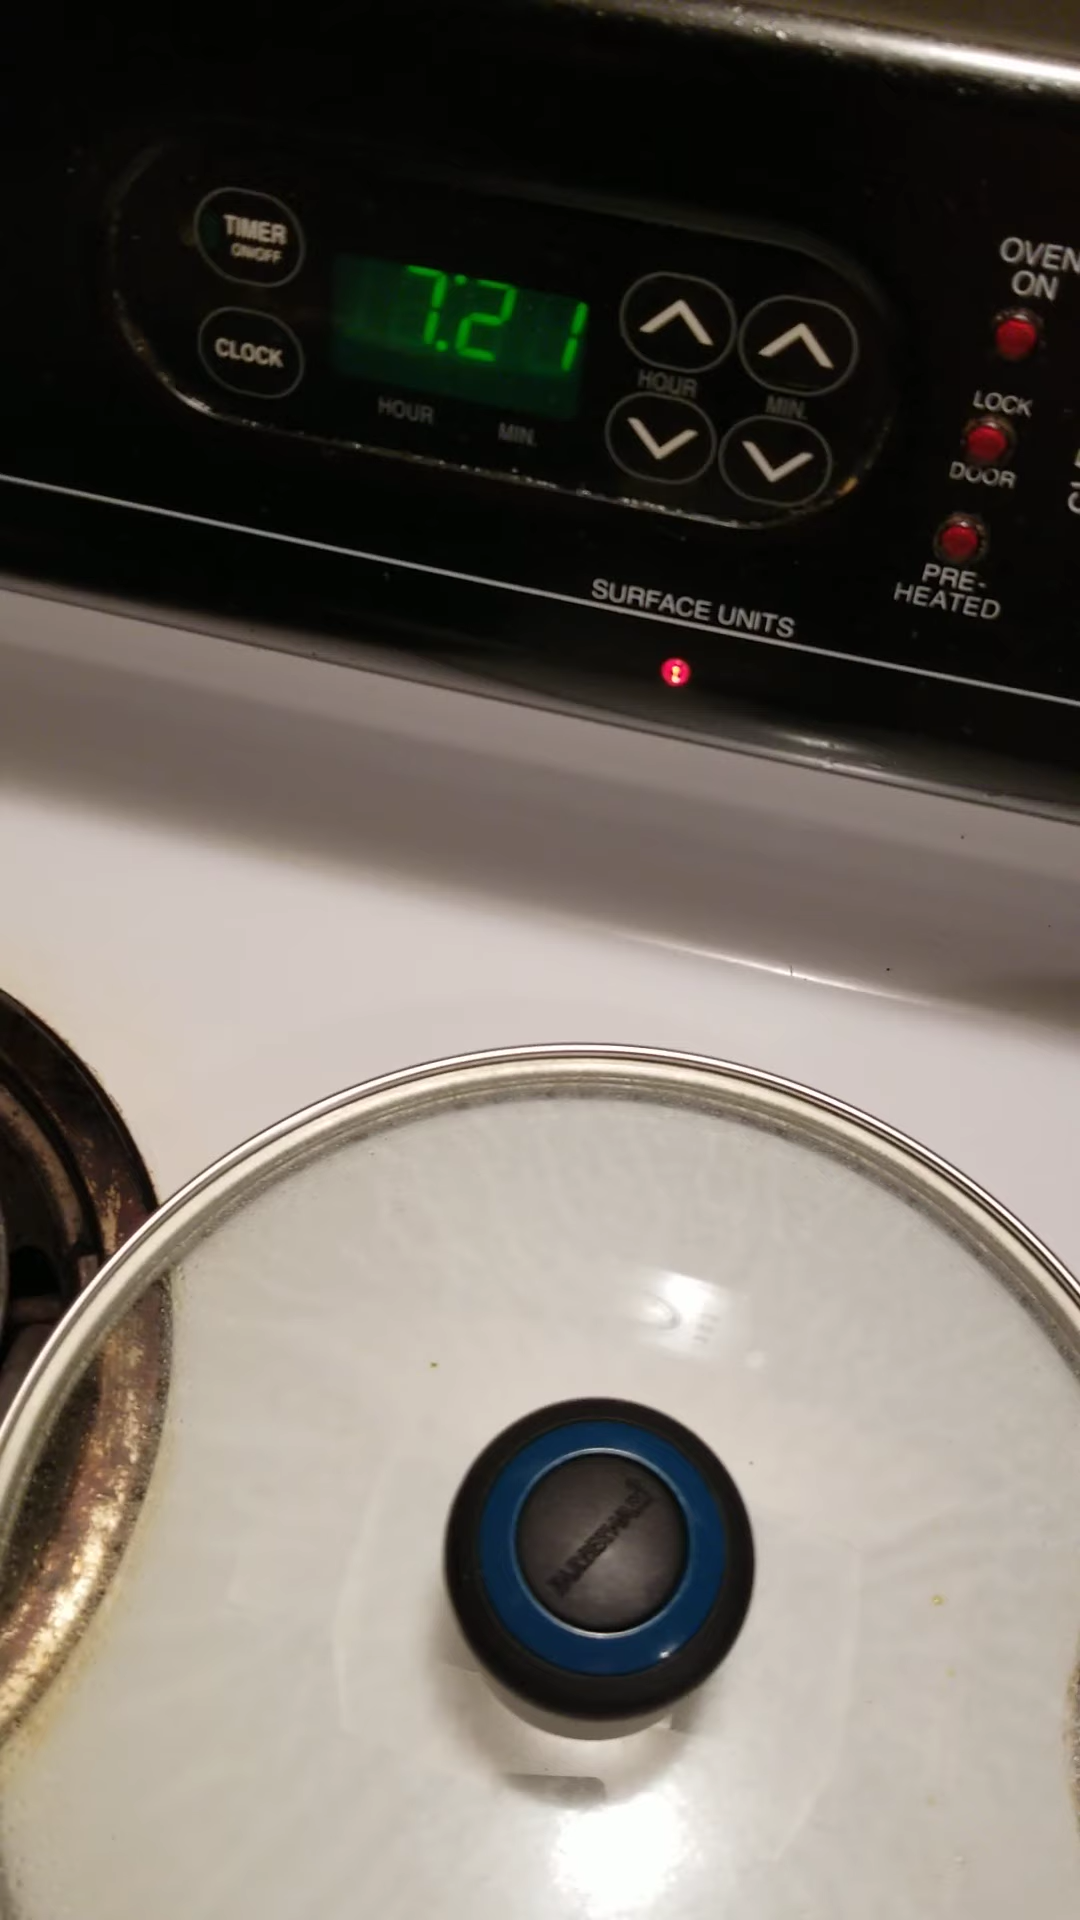 TIMER
ON/OFF
CLOCK
7:21
HOUR
MIN.
HOUR
MIN.
OVEN
ON
LOCK
DOOR
PRE-
HEATED
SURFACE UNITS